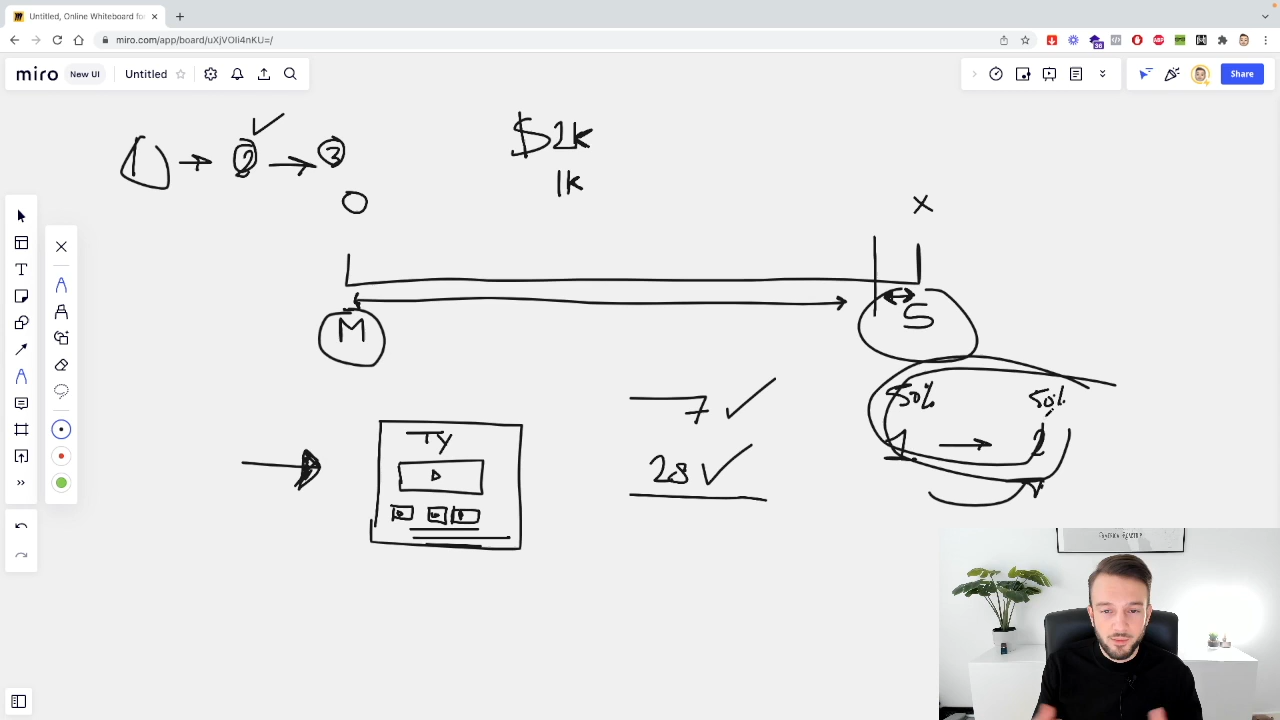 Untitled, Online Whiteboard for
miro.com/app/board/uXjVOIi4nKU=/
36
miro
New UI
Untitled
Share
1 → 2 → 3
$2k
1k
O
X
M
S
50% 50%
1 → 2
7
28
TY